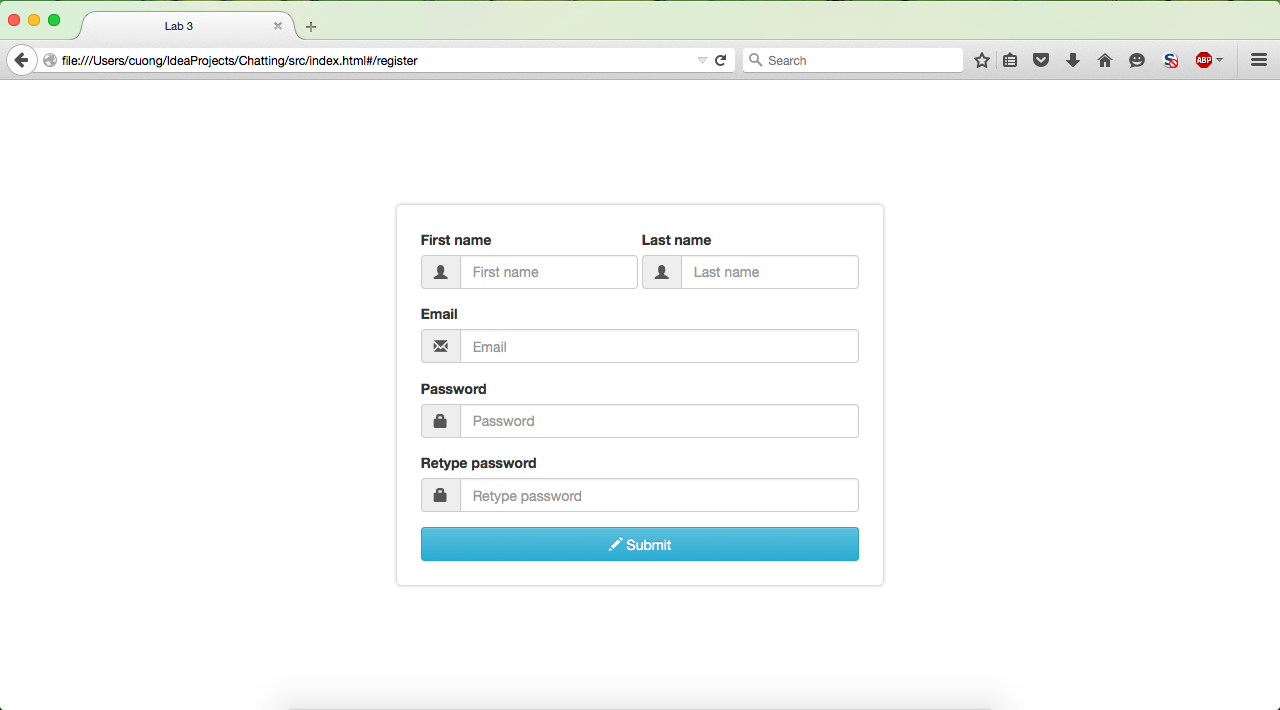 Lab 3
file:///Users/cuong/IdeaProjects/Chatting/src/index.html#/register
Search
ABP
First name Last name
First name Last name
Email
Email
Password
Password
Retype password
Retype password
Submit